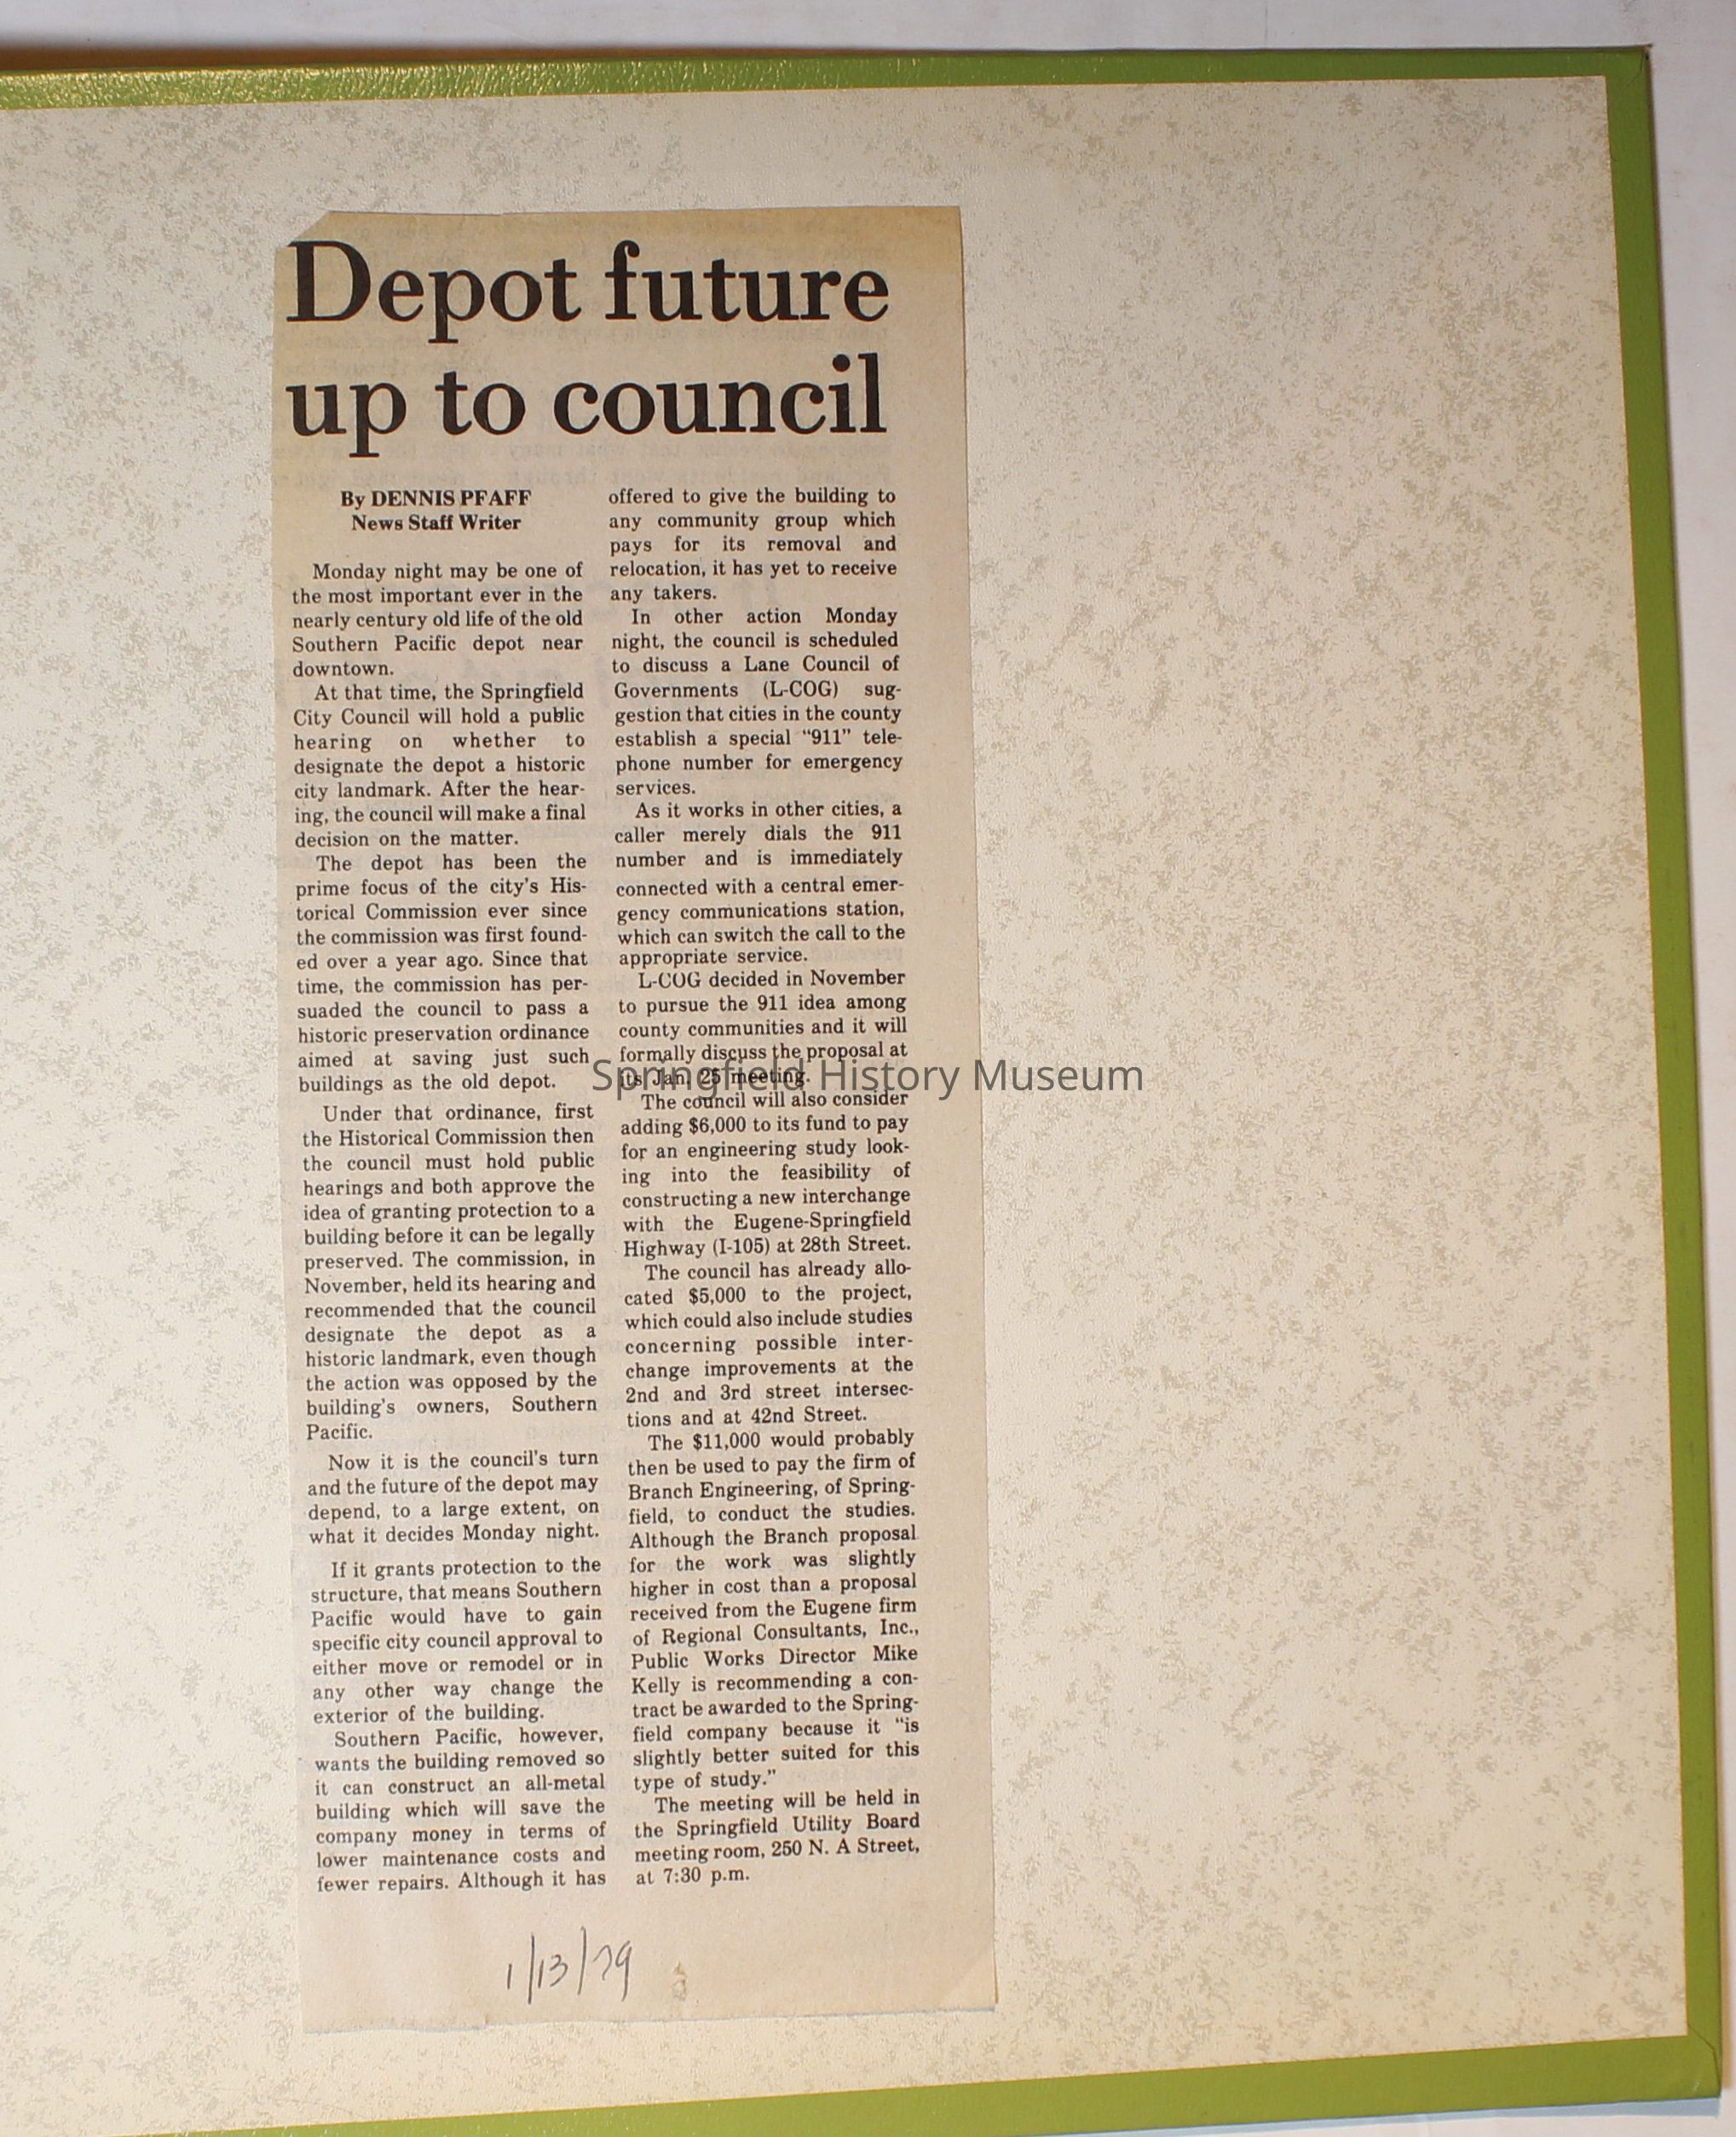 Depot future
up to council
By DENNIS PFAFF
News Staff Writer
Monday night may be one of
the most important ever in the
nearly century old life of the old
Southern Pacific depot near
downtown.
At that time, the Springfield
City Council will hold a public
hearing on whether to
designate the depot a historic
city landmark. After the hear-
ing, the council will make a final
decision on the matter.
The depot has been the
prime focus of the city's His-
torical Commission ever since
the commission was first found-
ed over a year ago. Since that
time, the commission has per-
suaded the council to pass a
historic preservation ordinance
aimed at saving just such
buildings as the old depot.
Under that ordinance, first
the Historical Commission then
the council must hold public
hearings and both approve the
idea of granting protection to a
building before it can be legally
preserved. The commission, in
November, held its hearing and
recommended that the council
designate the depot as a
historic landmark, even though
the action was opposed by the
building's owners, Southern
Pacific.
Now it is the council's turn
and the future of the depot may
depend, to a large extent, on
what it decides Monday night.
If it grants protection to the
structure, that means Southern
Pacific would have to gain
specific city council approval to
either move or remodel or in
any other way change the
exterior of the building.
Southern Pacific, however,
wants the building removed so
it can construct an all-metal
building which will save the
company money in terms of
lower maintenance costs and
fewer repairs. Although it has
offered to give the building to
any community group which
pays for its removal and
relocation, it has yet to receive
any takers.
In other action Monday
night, the council is scheduled
to discuss a Lane Council of
Governments (L-COG) sug-
gestion that cities in the county
establish a special "911" tele-
phone number for emergency
services.
As it works in other cities, a
caller merely dials the 911
number and is immediately
connected with a central emer-
gency communications station,
which can switch the call to the
appropriate service.
L-COG decided in November
to pursue the 911 idea among
county communities and it will
formally discuss the proposal at
its Jan. 25 meeting.
The council will also consider
adding $6,000 to its fund to pay
for an engineering study look-
ing into the feasibility of
constructing a new interchange
with the Eugene-Springfield
Highway (I-105) at 28th Street.
The council has already allo-
cated $5,000 to the project,
which could also include studies
concerning possible inter-
change improvements at the
2nd and 3rd street intersec-
tions and at 42nd Street.
The $11,000 would probably
then be used to pay the firm of
Branch Engineering, of Spring-
field, to conduct the studies.
Although the Branch proposal
for the work was slightly
higher in cost than a proposal
received from the Eugene firm
of Regional Consultants, Inc.,
Public Works Director Mike
Kelly is recommending a con-
tract be awarded to the Spring-
field company because it "is
slightly better suited for this
type of study."
The meeting will be held in
the Springfield Utility Board
meeting room, 250 N. A Street,
at 7:30 p.m.
1/13/79
Springfield History Museum